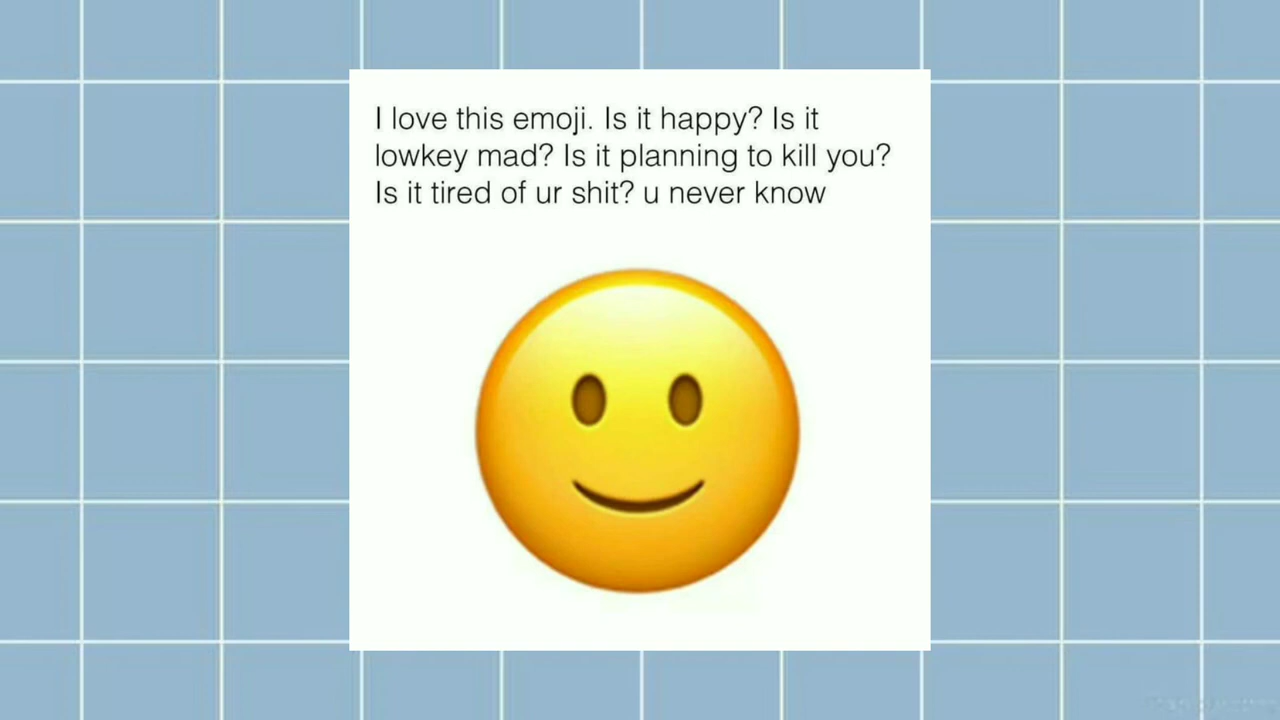 I love this emoji. Is it happy? Is it
lowkey mad? Is it planning to kill you?
Is it tired of ur shit? u never know